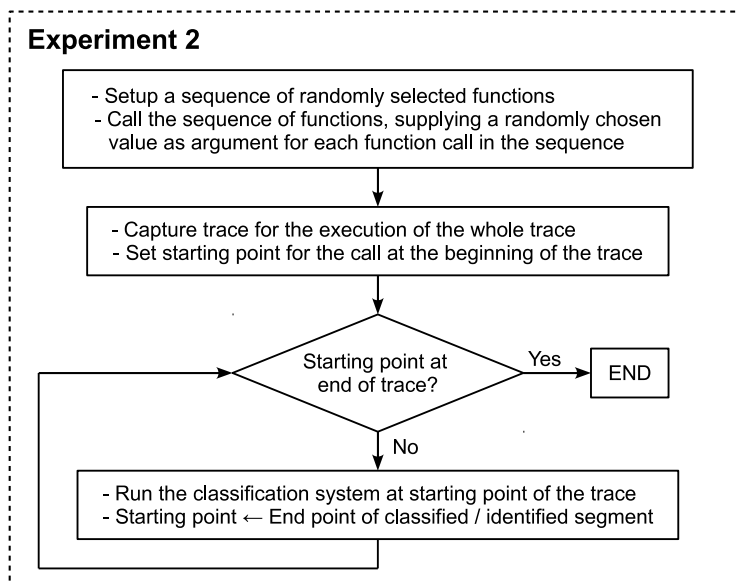 Experiment 2
- Setup a sequence of randomly selected functions
- Call the sequence of functions, supplying a randomly chosen
value as argument for each function call in the sequence
- Capture trace for the execution of the whole trace
- Set starting point for the call at the beginning of the trace
Starting point at
end of trace?
Yes
END
No
- Run the classification system at starting point of the trace
- Starting point ← End point of classified / identified segment